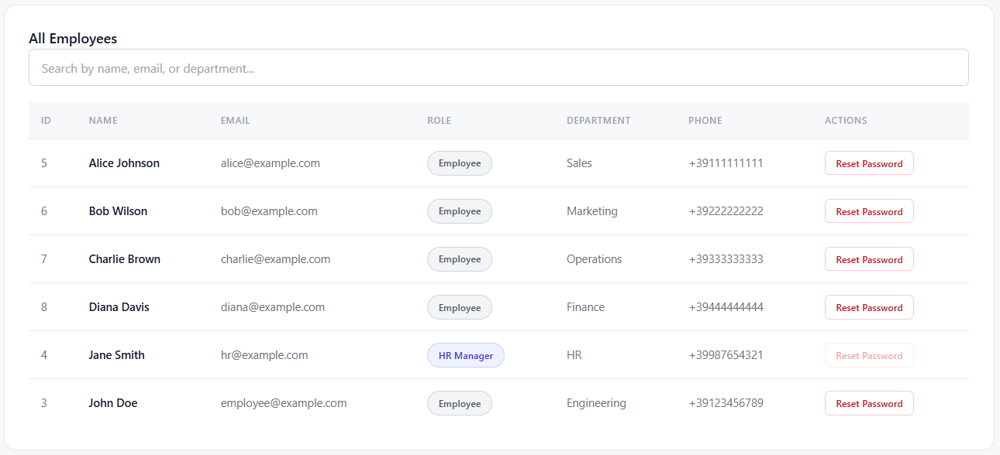 All Employees
Search by name, email, or department...
ID NAME EMAIL ROLE DEPARTMENT PHONE ACTIONS
5 Alice Johnson alice@example.com Employee Sales +39111111111 Reset Password
6 Bob Wilson bob@example.com Employee Marketing +39222222222 Reset Password
7 Charlie Brown charlie@example.com Employee Operations +39333333333 Reset Password
8 Diana Davis diana@example.com Employee Finance +39444444444 Reset Password
4 Jane Smith hr@example.com HR Manager HR +39987654321 Reset Password
3 John Doe employee@example.com Employee Engineering +39123456789 Reset Password